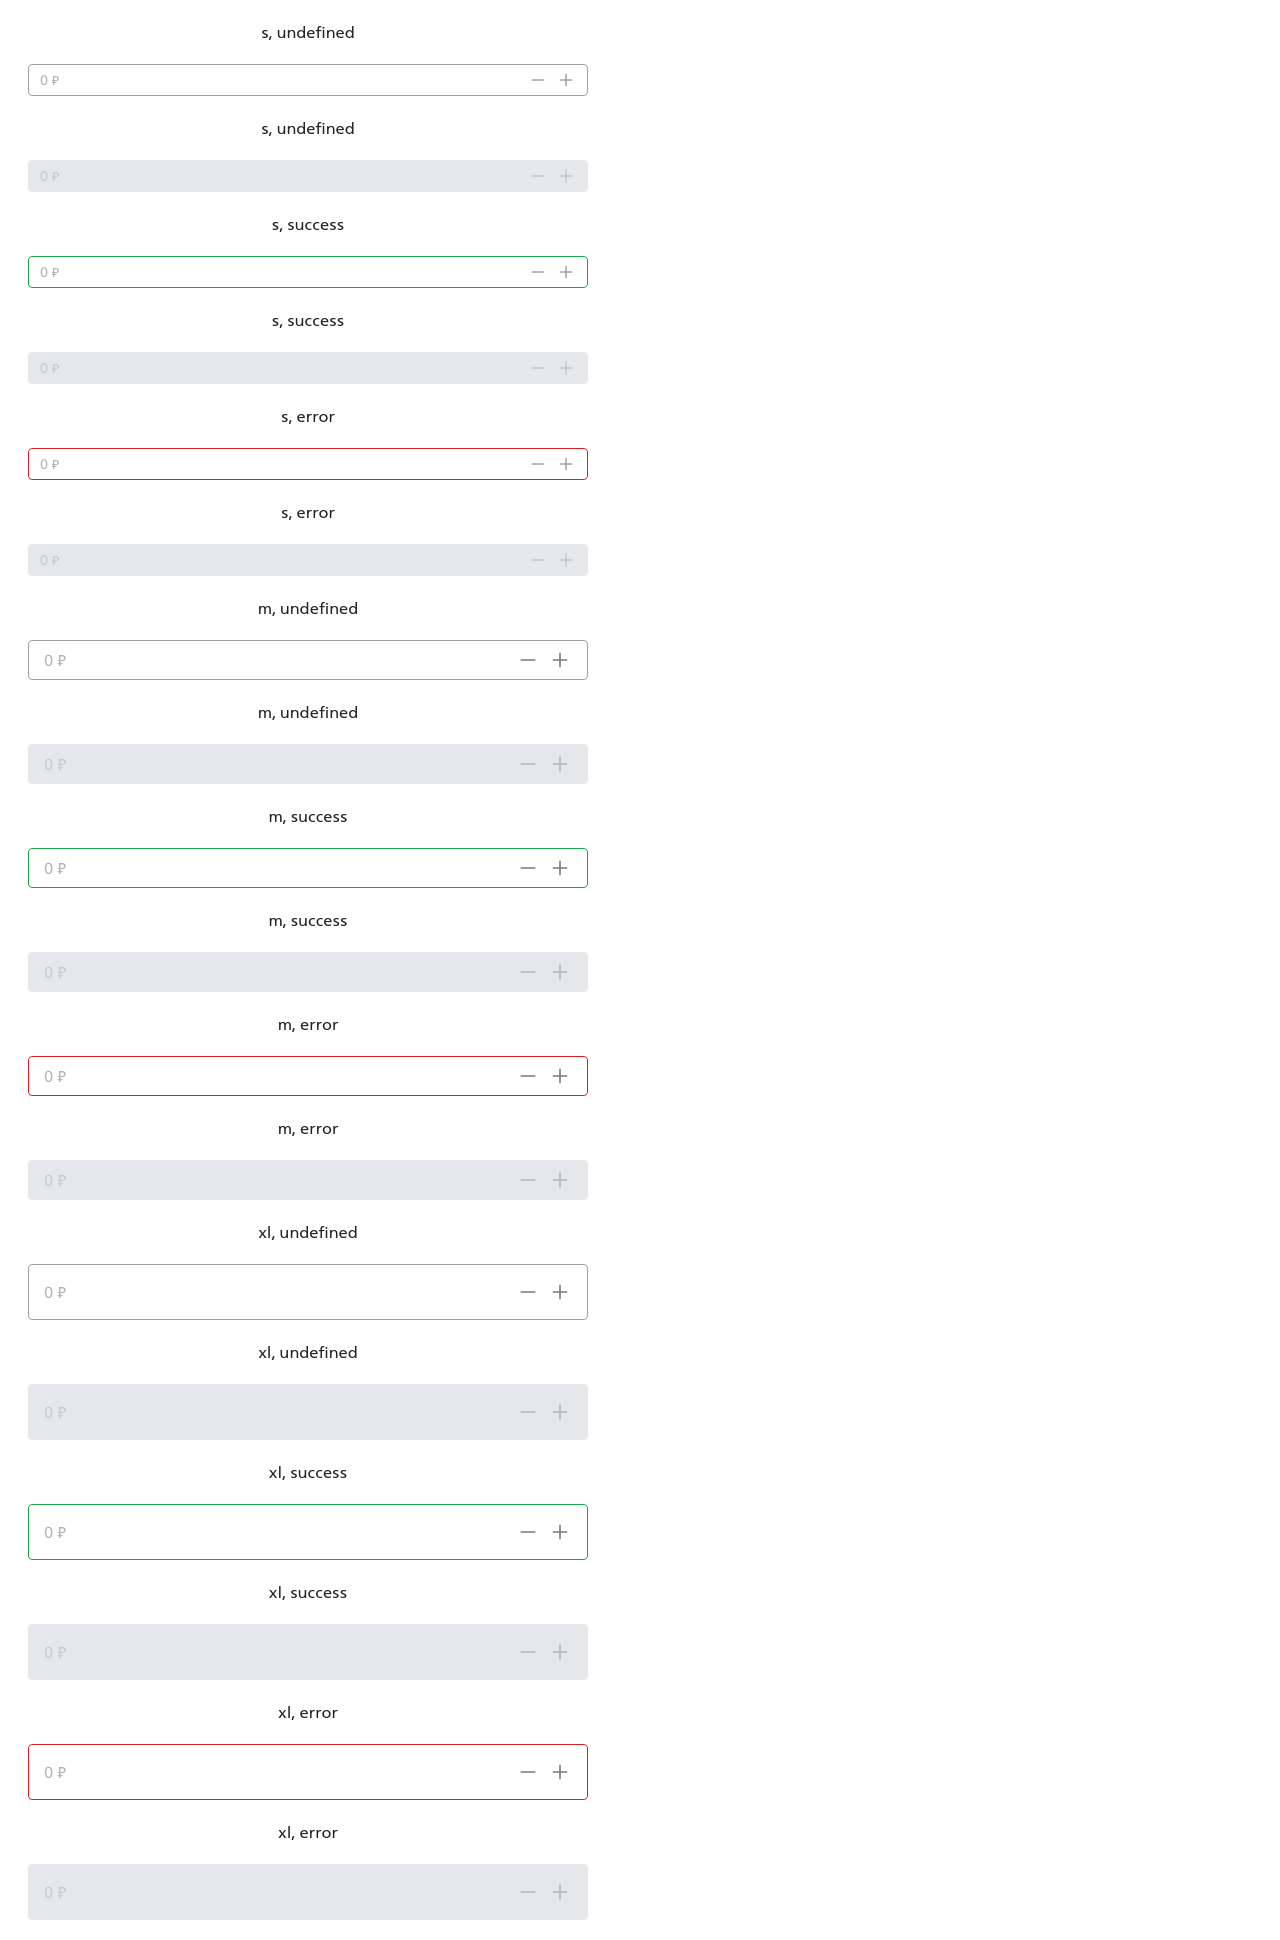 s, undefined
0 ₽
s, undefined
0 ₽
s, success
0 ₽
s, success
0 ₽
s, error
0 ₽
s, error
0 ₽
m, undefined
0 ₽
m, undefined
0 ₽
m, success
0 ₽
m, success
0 ₽
m, error
0 ₽
m, error
0 ₽
xl, undefined
0 ₽
xl, undefined
0 ₽
xl, success
0 ₽
xl, success
0 ₽
xl, error
0 ₽
xl, error
0 ₽